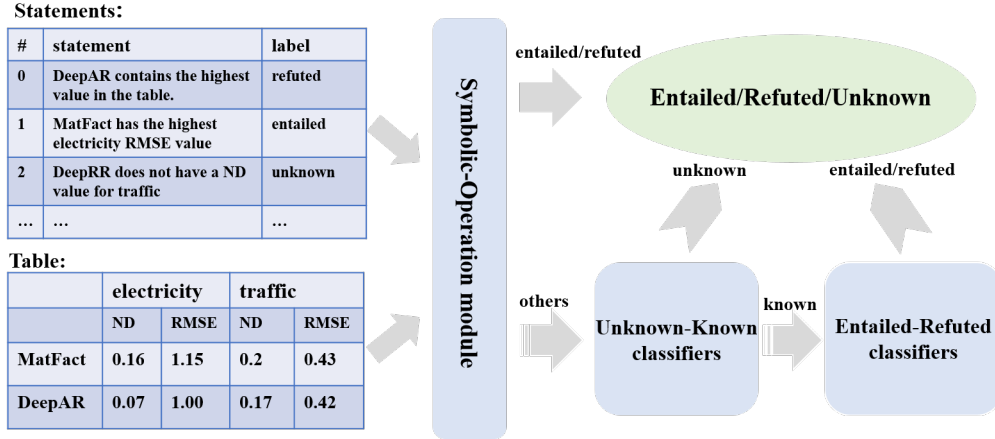 Statements:
# statement label
0 DeepAR contains the highest refuted
value in the table.
1 MatFact has the highest entailed
electricity RMSE value
2 DeepRR does not have a ND unknown
value for traffic
... ... ...
Table:
electricity traffic
ND RMSE ND RMSE
MatFact 0.16 1.15 0.2 0.43
DeepAR 0.07 1.00 0.17 0.42
Symbolic-Operation module
entailed/refuted
Entailed/Refuted/Unknown
unknown
entailed/refuted
others
Unknown-Known
classifiers
known
Entailed-Refuted
classifiers